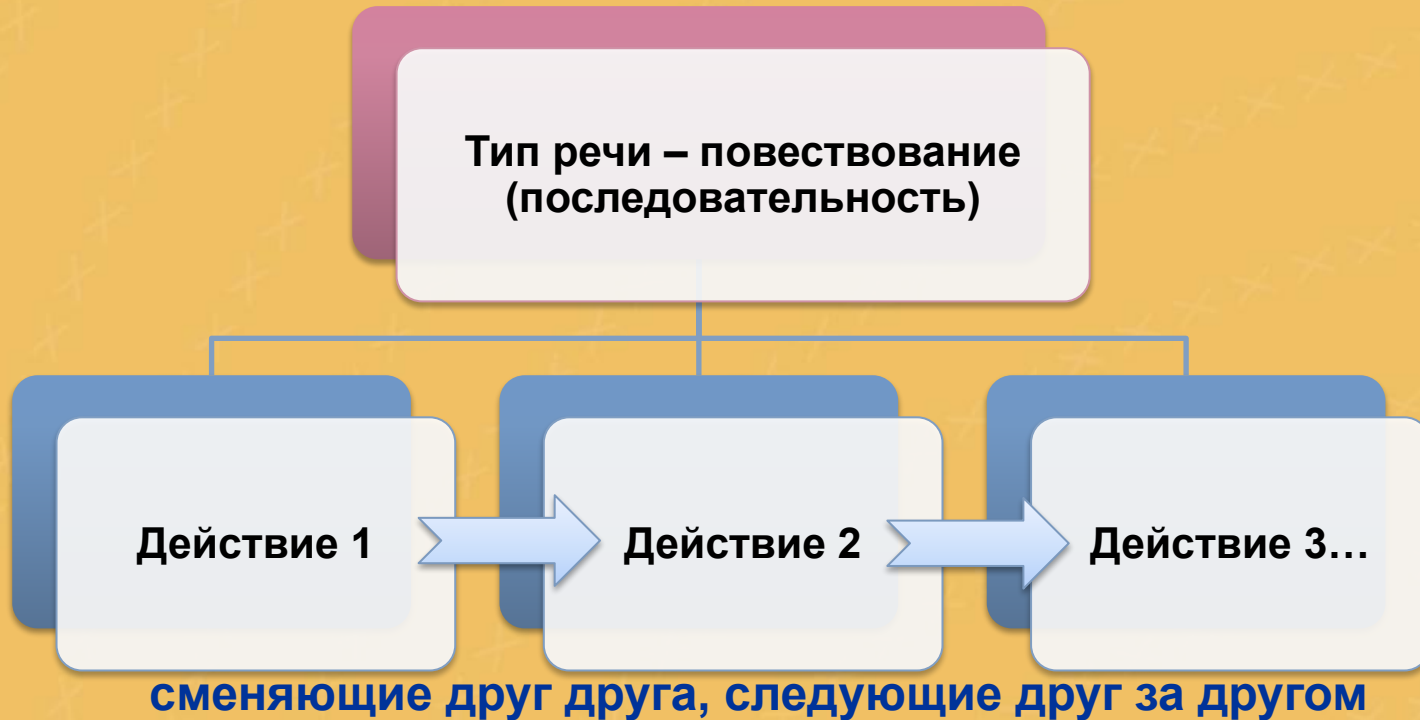 Тип речи – повествование
(последовательность)
Действие 1
Действие 2
Действие 3…
сменяющие друг друга, следующие друг за другом